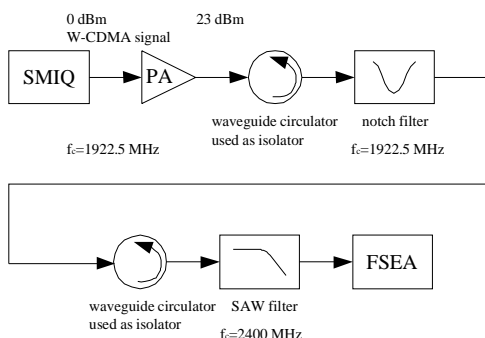 0 dBm
W-CDMA signal
23 dBm
SMIQ
PA
waveguide circulator
used as isolator
notch filter
fc=1922.5 MHz
fc=1922.5 MHz
FSEA
waveguide circulator
used as isolator
SAW filter
fc=2400 MHz